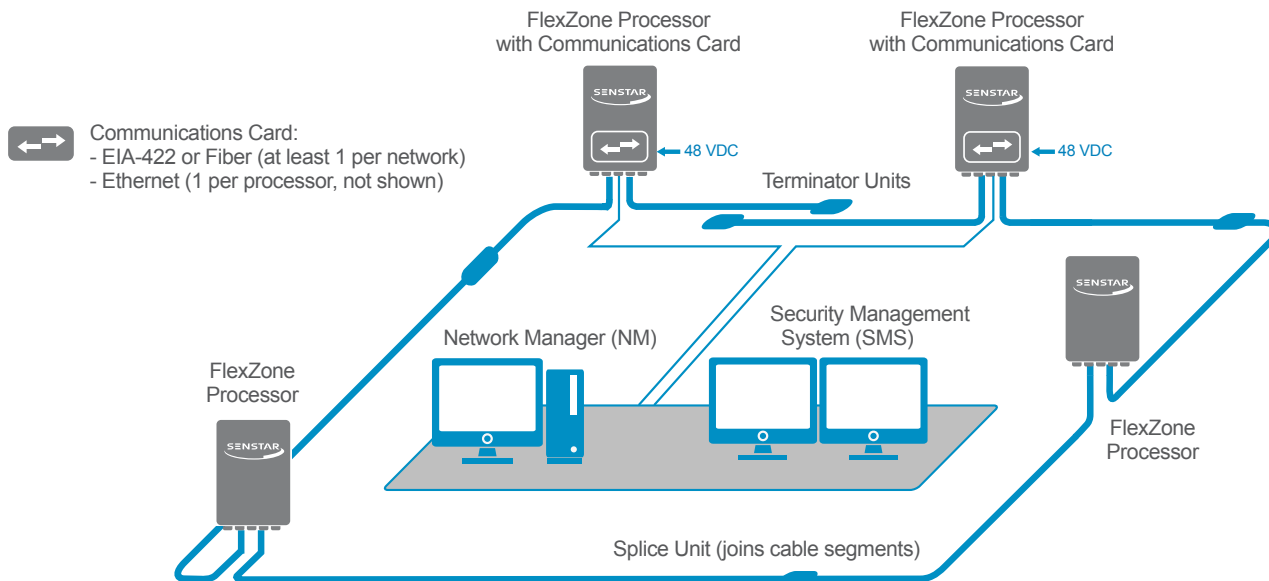 FlexZone Processor
with Communications Card
FlexZone Processor
with Communications Card
SENSTAR
SENSTAR
Communications Card:
- EIA-422 or Fiber (at least 1 per network)
- Ethernet (1 per processor, not shown)
48 VDC
48 VDC
Terminator Units
SENSTAR
Network Manager (NM)
Security Management
System (SMS)
FlexZone
Processor
SENSTAR
FlexZone
Processor
Splice Unit (joins cable segments)